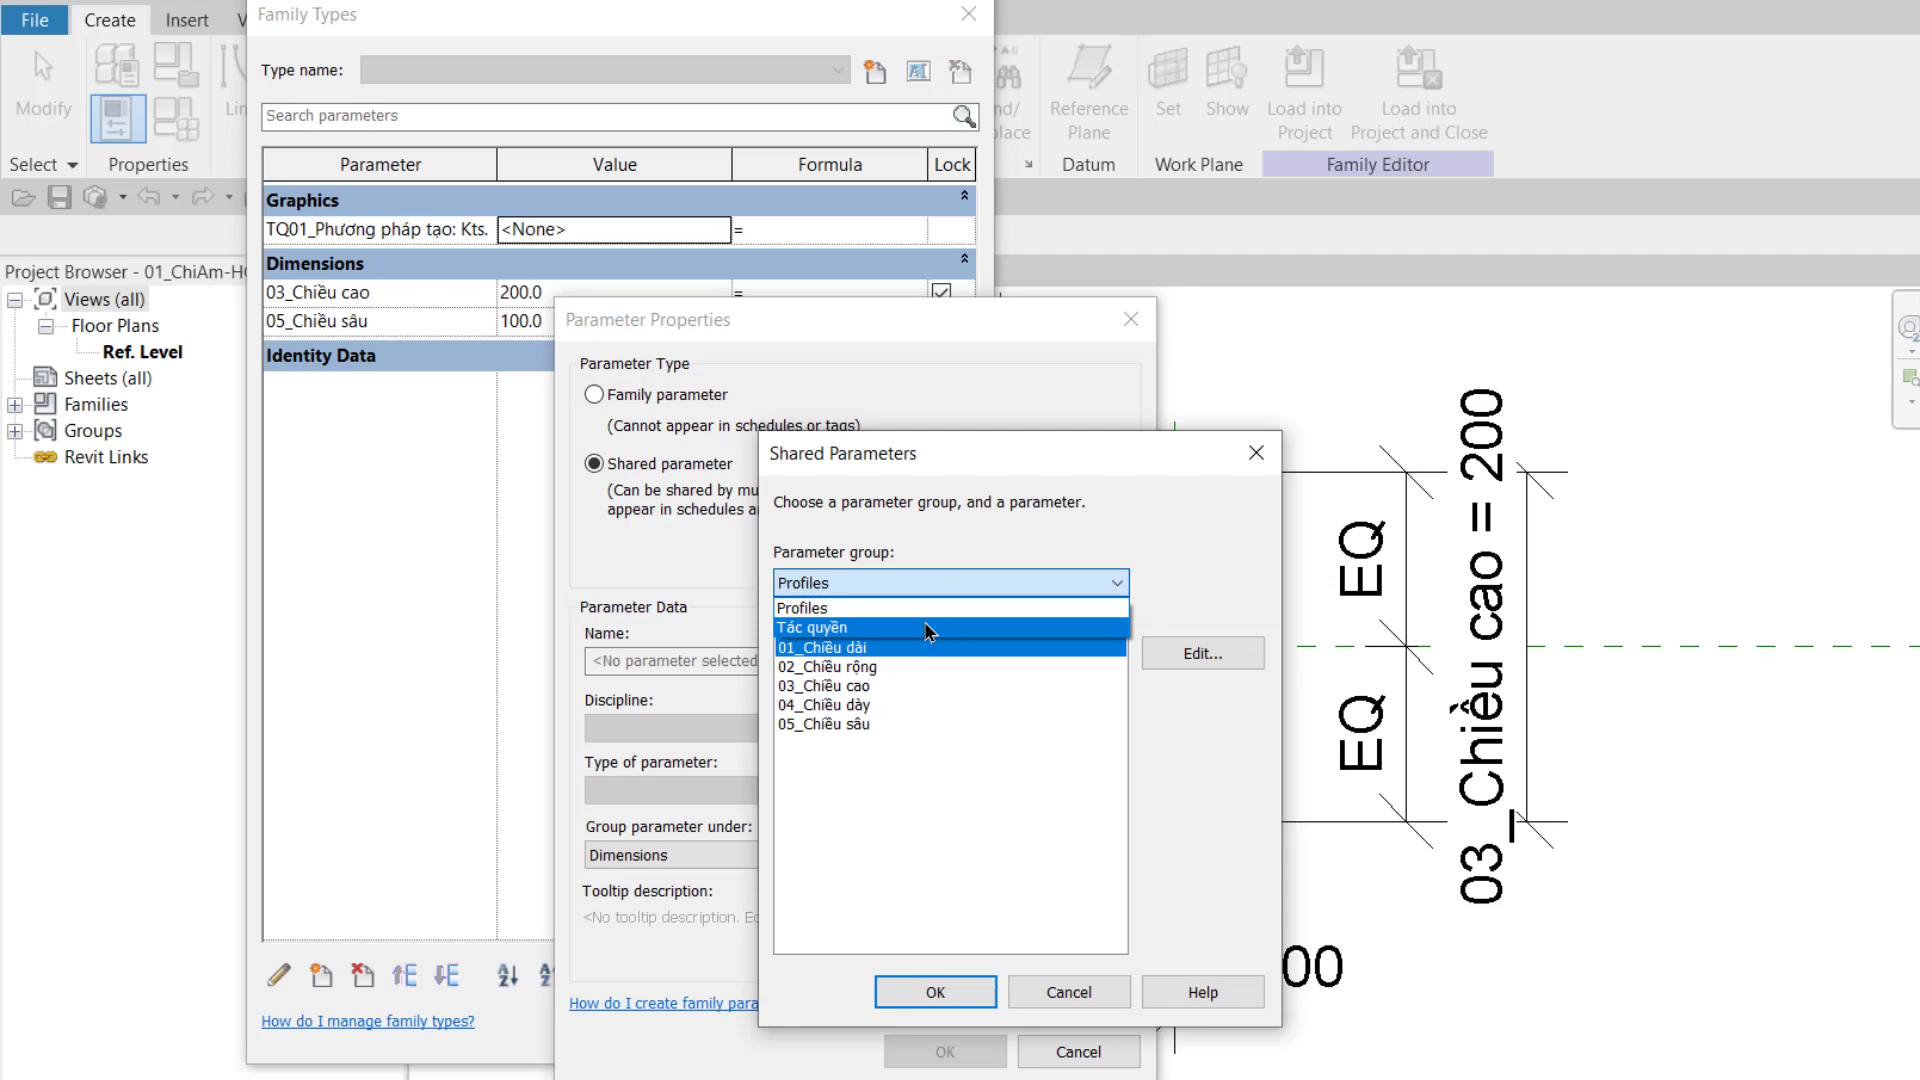 File
Create
Insert
Modify
Select
Properties
Reference
Plane
Datum
Set
Show
Work Plane
Load into
Project
Load into
Project and Close
Family Editor
Project Browser - 01_ChiAm-H
Views (all)
Floor Plans
Ref. Level
Sheets (all)
Families
Groups
Revit Links
Family Types
Type name:
Search parameters
Parameter
Value
Formula
Lock
Graphics
TQ01_Phương pháp tạo: Kts.
<None>
=
Dimensions
03_Chiều cao
200.0
=
05_Chiều sâu
100.0
Identity Data
How do I manage family types?
Parameter Properties
Parameter Type
Family parameter
(Cannot appear in schedules or tags)
Shared parameter
(Can be shared by mu
appear in schedules a
Parameter Data
Name:
<No parameter selected
Discipline:
Type of parameter:
Group parameter under:
Dimensions
Tooltip description:
<No tooltip description. Ed
How do I create family para
OK
Cancel
Shared Parameters
Choose a parameter group, and a parameter.
Parameter group:
Profiles
Profiles
Tác quyền
01_Chiều dài
02_Chiều rộng
03_Chiều cao
04_Chiều dày
05_Chiều sâu
Edit...
OK
Cancel
Help
EQ
EQ
03_Chiều cao = 200
00